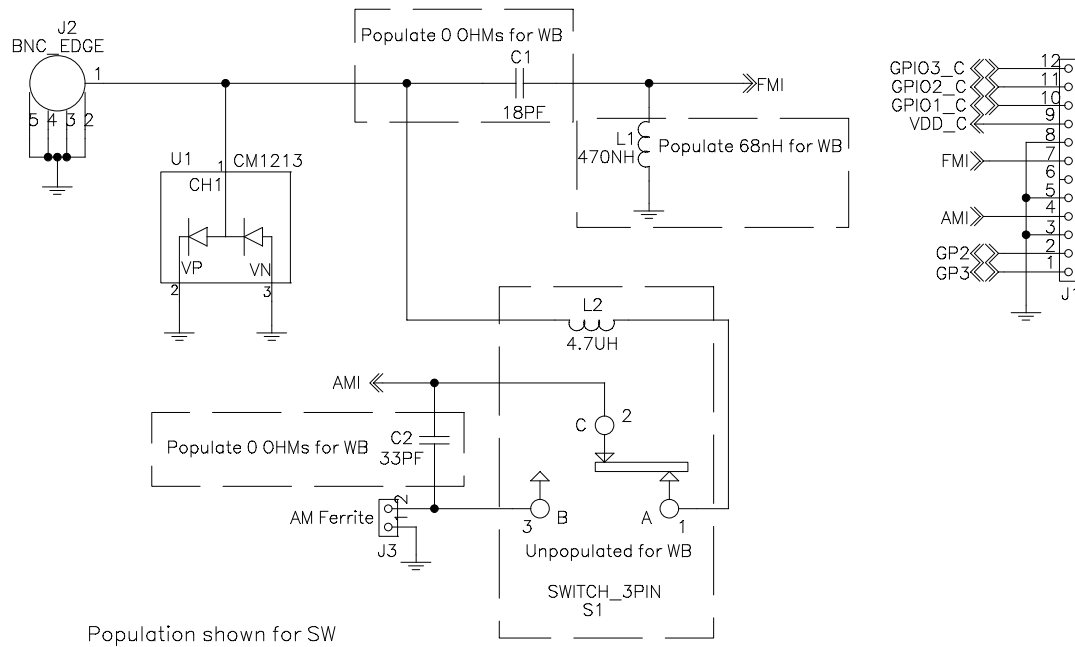 J2
BNC_EDGE
1
5 4 3 2
Populate 0 OHMs for WB
C1
18PF
FMI
L1
470NH
Populate 68nH for WB
U1
1
CM1213
CH1
VP
VN
2
3
L2
4.7UH
AMI
C
2
Populate 0 OHMs for WB
C2
33PF
AM Ferrite
2
1
J3
3
B
A
1
Unpopulated for WB
SWITCH_3PIN
S1
Population shown for SW
GPIO3_C
12
GPIO2_C
11
GPIO1_C
10
VDD_C
9
8
FMI
7
6
5
AMI
4
3
GP2
2
GP3
1
J1